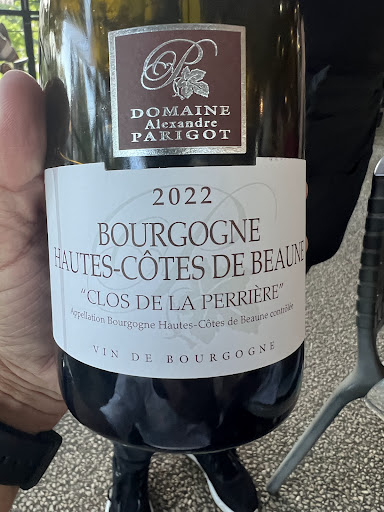 DOMAINE
Alexandre
PARIGOT
2022
BOURGOGNE
HAUTES-CÔTES DE BEAUNE
"CLOS DE LA PERRIÈRE"
Appellation Bourgogne Hautes-Côtes de Beaune contrôlée
VIN DE BOURGOGNE